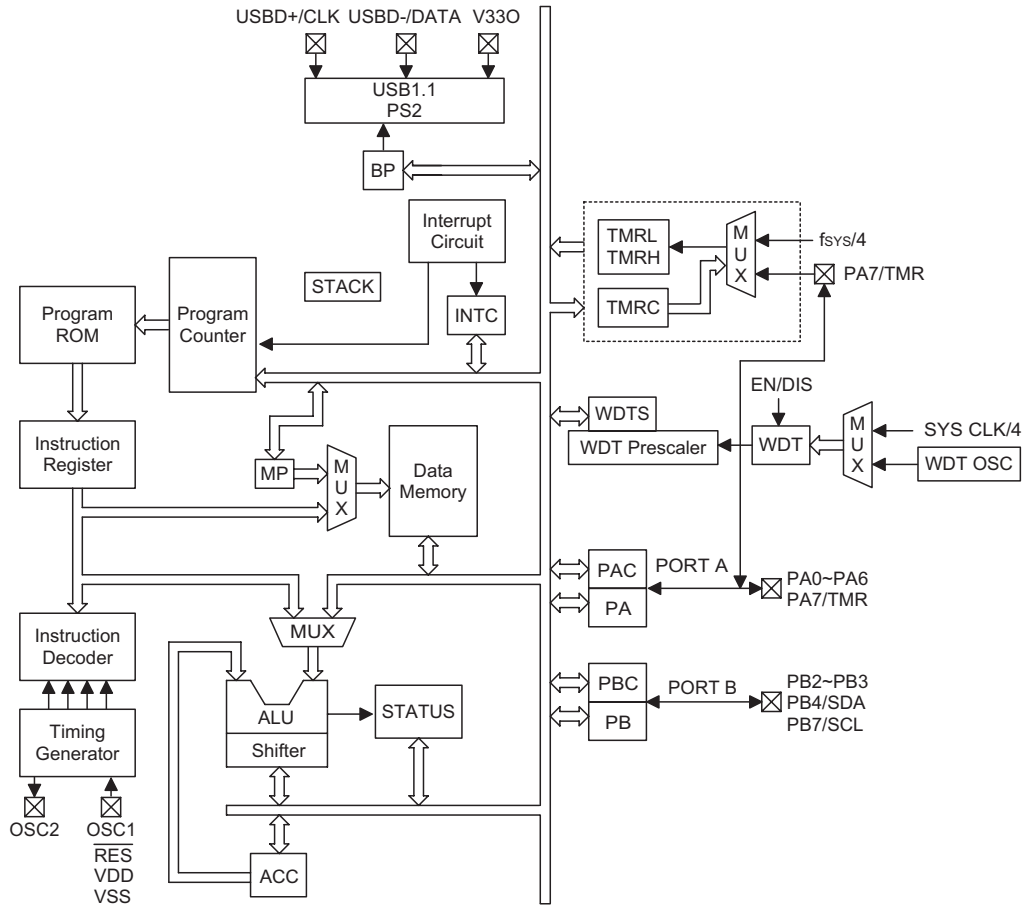 USBD+/CLK USBD-/DATA V33O
USB1.1
PS2
BP
Interrupt
Circuit
STACK
INTC
Program
ROM
Program
Counter
TMRL
TMRH
TMRC
MUX
fSYS/4
PA7/TMR
EN/DIS
WDTS
WDT Prescaler
WDT
MUX
SYS CLK/4
WDT OSC
Instruction
Register
MP
MUX
Data
Memory
PAC
PA
PORT A
PA0~PA6
PA7/TMR
Instruction
Decoder
MUX
PBC
PB
PORT B
PB2~PB3
PB4/SDA
PB7/SCL
Timing
Generator
ALU
Shifter
STATUS
OSC2
OSC1
RES
VDD
VSS
ACC